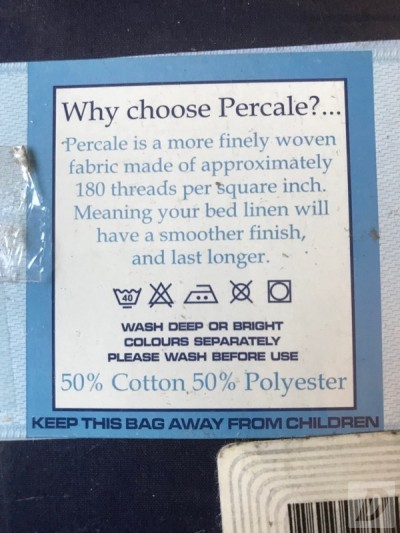 Why choose Percale?...
Percale is a more finely woven
fabric made of approximately
180 threads per square inch.
Meaning your bed linen will
have a smoother finish,
and last longer.
40
WASH DEEP OR BRIGHT
COLOURS SEPARATELY
PLEASE WASH BEFORE USE
50% Cotton 50% Polyester
KEEP THIS BAG AWAY FROM CHILDREN